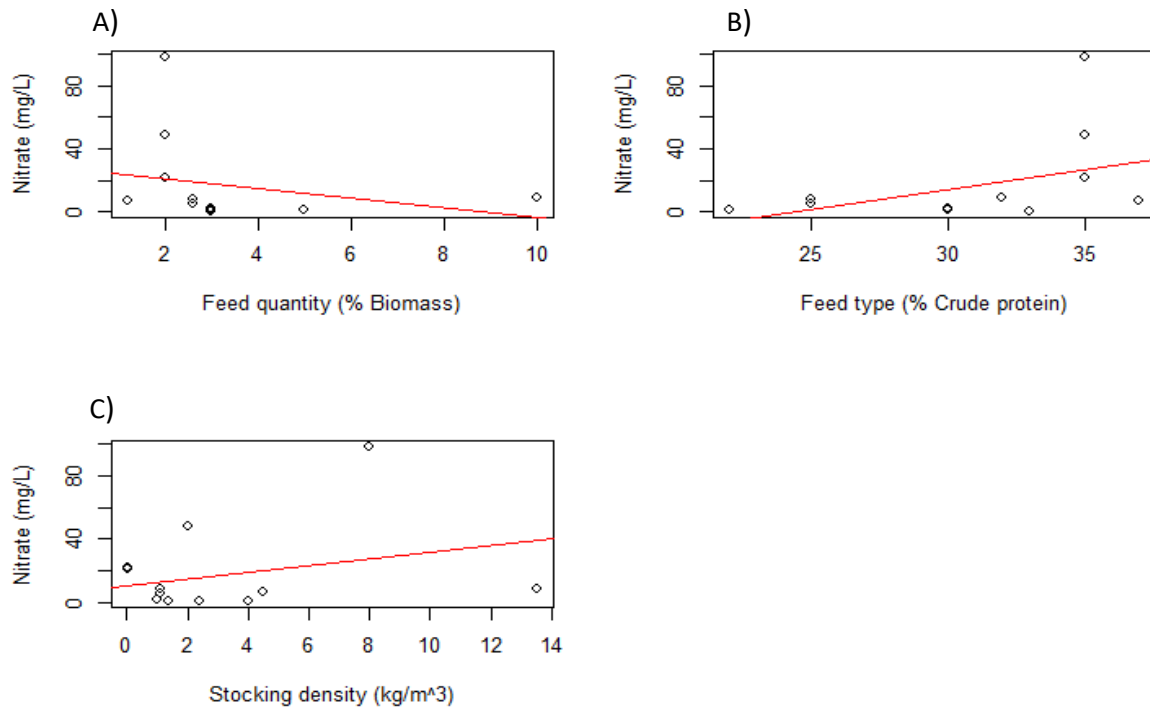 A)
Nitrate (mg/L)
80
40
0
2 4 6 8 10
Feed quantity (% Biomass)
B)
Nitrate (mg/L)
80
40
0
25 30 35
Feed type (% Crude protein)
C)
Nitrate (mg/L)
80
40
0
0 2 4 6 8 10 12 14
Stocking density (kg/m^3)